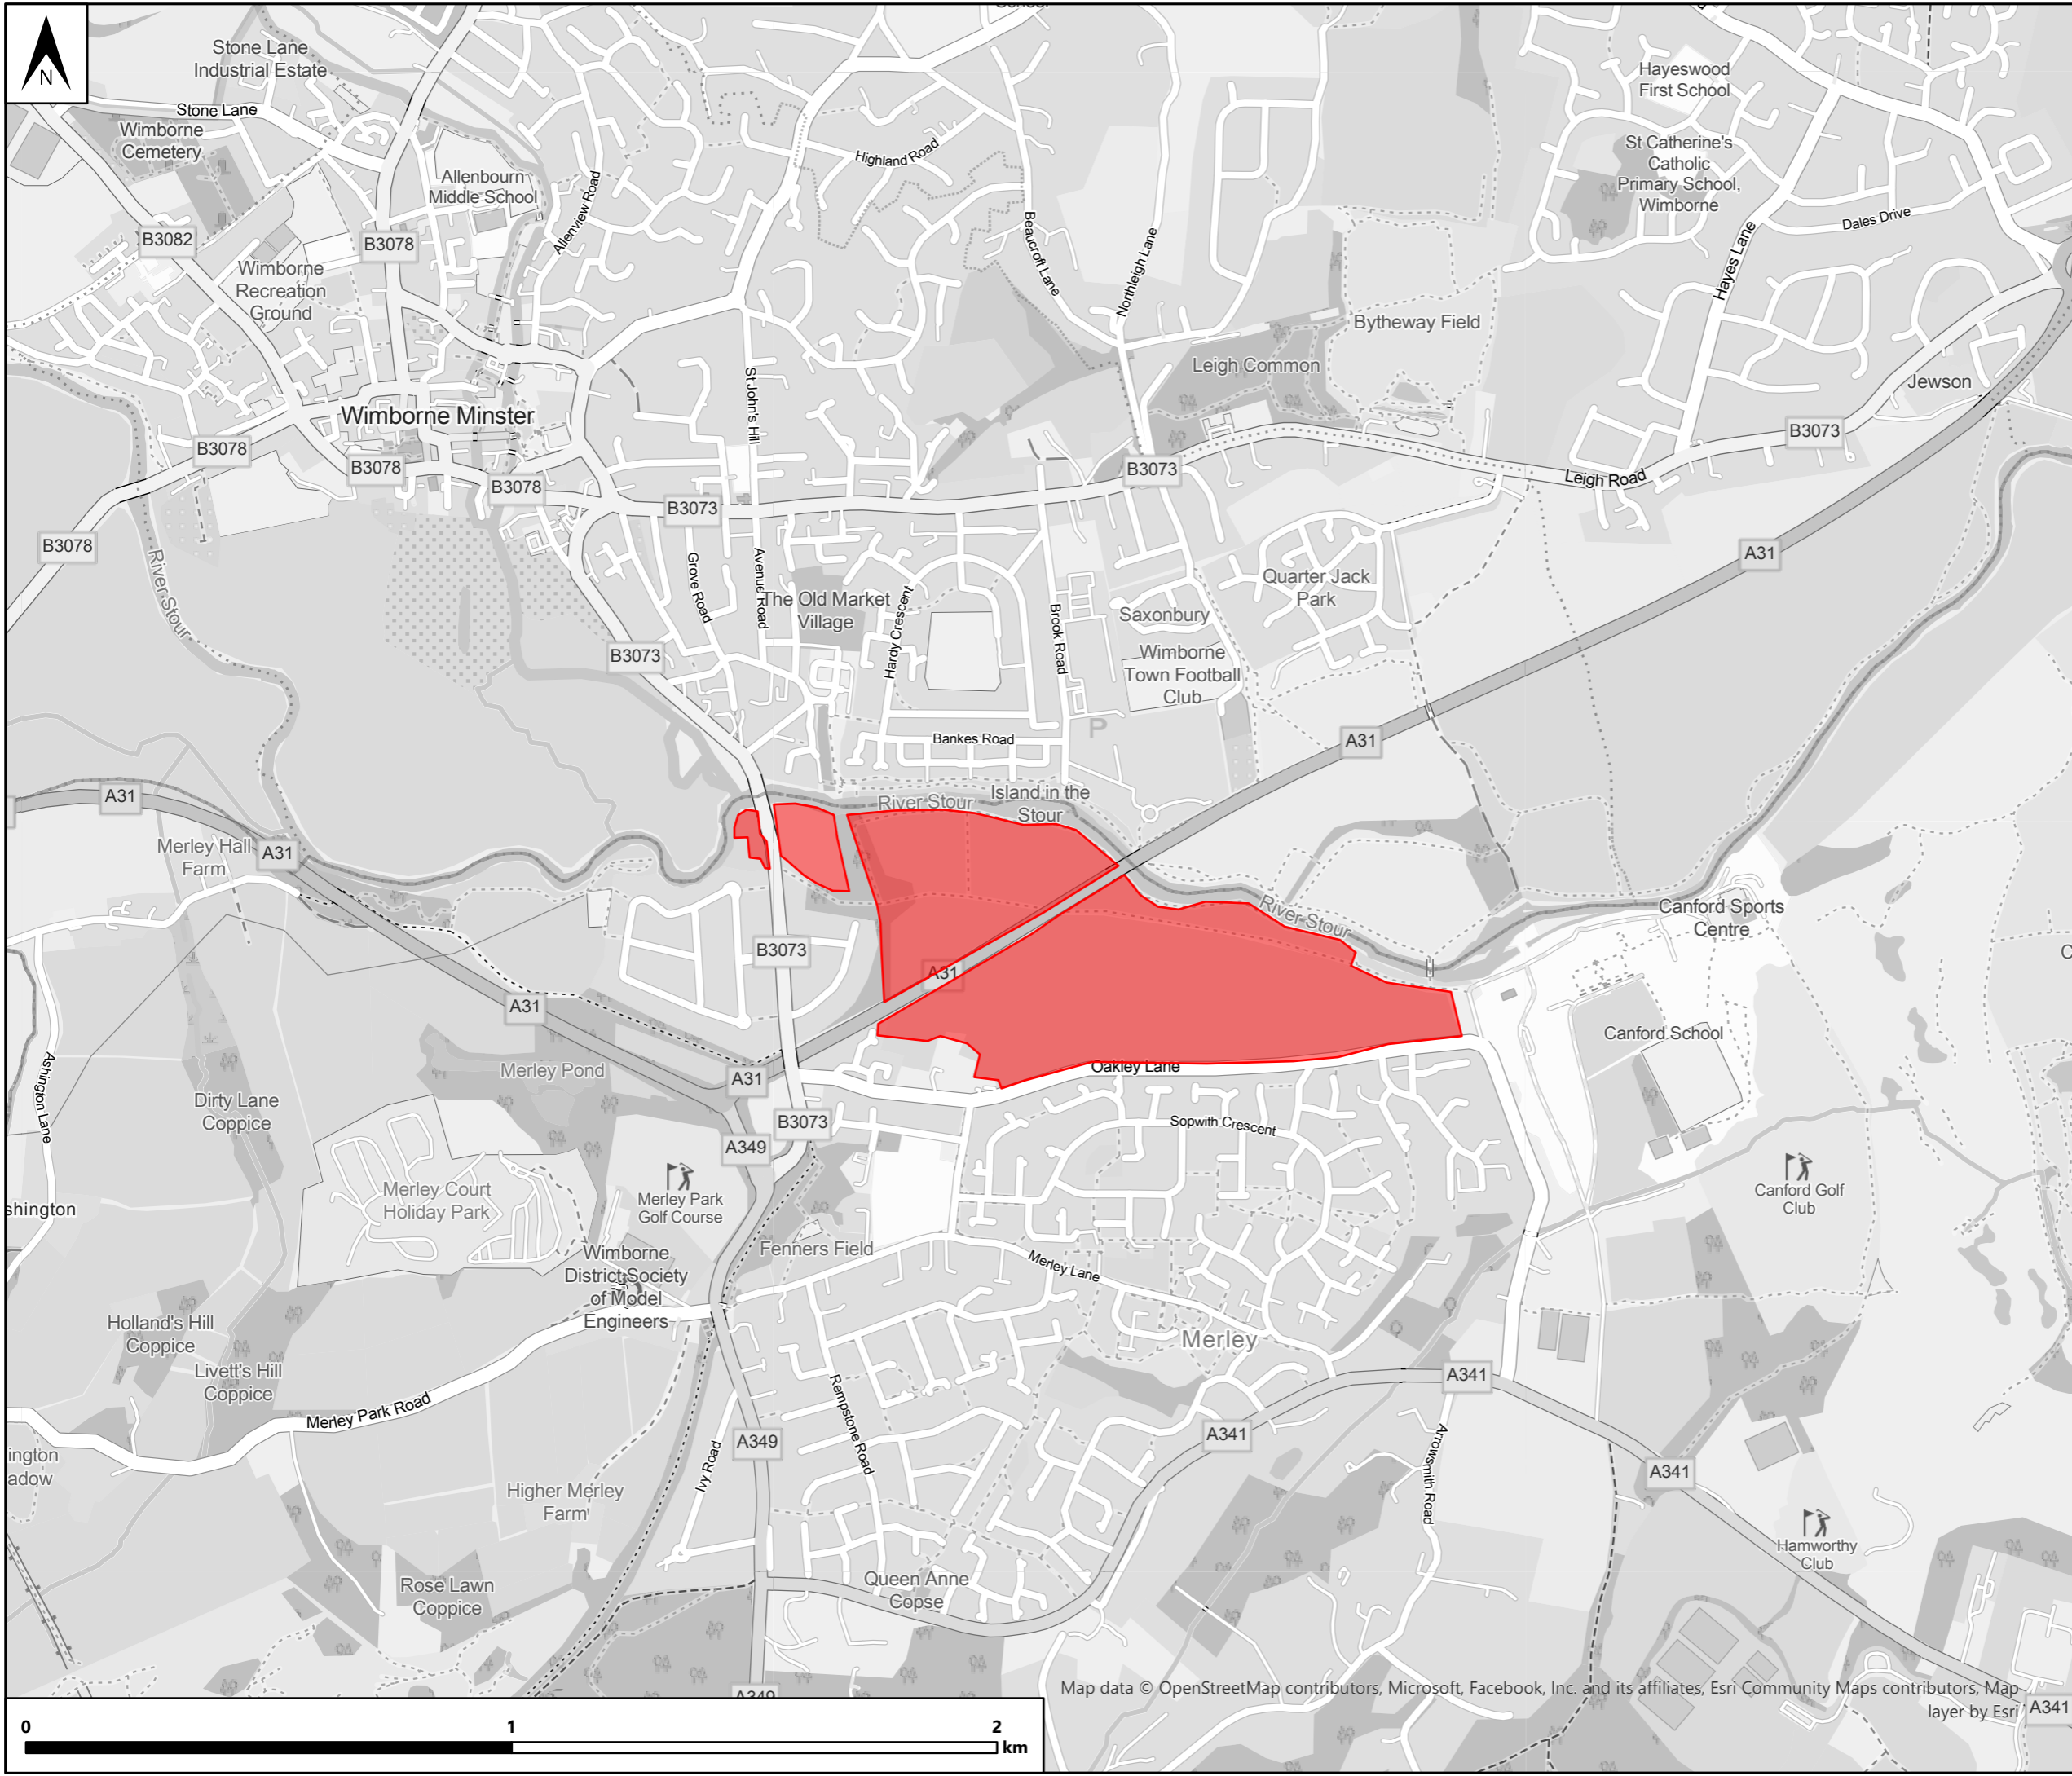 N
School
Stone Lane
Industrial Estate
Stone Lane
Wimborne
Cemetery
Allenbourn
Middle School
Allenview Road
Highland Road
Beaucroft Lane
Northleigh Lane
Hayeswood
First School
St Catherine's
Catholic
Primary School,
Wimborne
Dales Drive
Hayes Lane
B3082
B3078
Wimborne
Recreation
Ground
Bytheway Field
Leigh Common
Jewson
St John's Hill
Wimborne Minster
B3078
B3078
B3078
B3073
B3073
B3073
Leigh Road
B3078
River Stour
A31
Grove Road
Avenue Road
The Old Market
Village
Hardy Crescent
Brook Road
Saxonbury
Quarter Jack
Park
Wimborne
Town Football
Club
B3073
P
Bankes Road
A31
A31
River Stour
Island in the
Stour
Merley Hall
Farm
A31
River Stour
Canford Sports
Centre
C
B3073
A31
A31
Canford School
Ashington Lane
Merley Pond
A31
Oakley Lane
Dirty Lane
Coppice
B3073
A349
Sopwith Crescent
Merley Court
Holiday Park
Merley Park
Golf Course
Canford Golf
Club
shington
Wimborne
District Society
of Model
Engineers
Fenners Field
Merley Lane
Holland's Hill
Coppice
Merley
Livett's Hill
Coppice
A341
Merley Park Road
Rempstone Road
A349
A341
Arrowsmith Road
ington
adow
Ivy Road
A341
Higher Merley
Farm
Hamworthy
Club
Rose Lawn
Coppice
Queen Anne
Copse
A349
Map data © OpenStreetMap contributors, Microsoft, Facebook, Inc. and its affiliates, Esri Community Maps contributors, Map
layer by Esri
A341
0 1 2
km